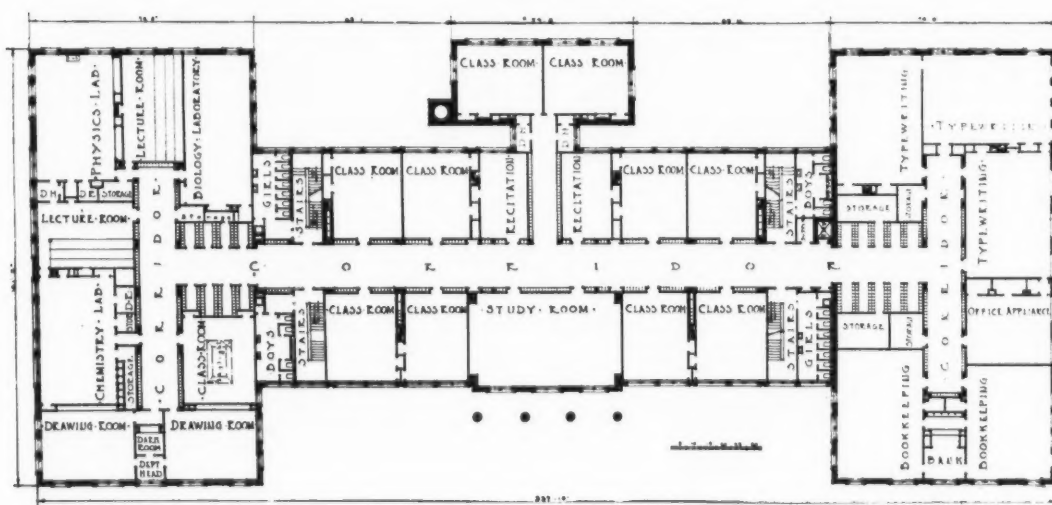 CLASS ROOM · CLASS ROOM
PHYSICS · LAB
LECTURE · ROOM
BIOLOGY · LABORATORY
TYPEWRITING
· TYPEWRITING
D.H.
GIRLS
STAIRS
CLASS ROOM
CLASS ROOM
RECITATION
RECITATION
CLASS ROOM
CLASS ROOM
STAIRS
BOYS
TYPEWRITING
STORAGE
LECTURE · ROOM
STORAGE
STORAGE
CORRIDOR
CORRIDOR
CORRIDOR
CHEMISTRY · LAB
STORAGE
CLASS · ROOM
BOYS
STAIRS
CLASS ROOM
CLASS ROOM
· STUDY · ROOM ·
CLASS ROOM
CLASS ROOM
STAIRS
GIRLS
STORAGE
STORAGE
OFFICE APPLIANCE
DRAWING · ROOM
DRAWING · ROOM
DARK
ROOM
DEPT
HEAD
BOOKKEEPING
BANK
BOOKKEEPING